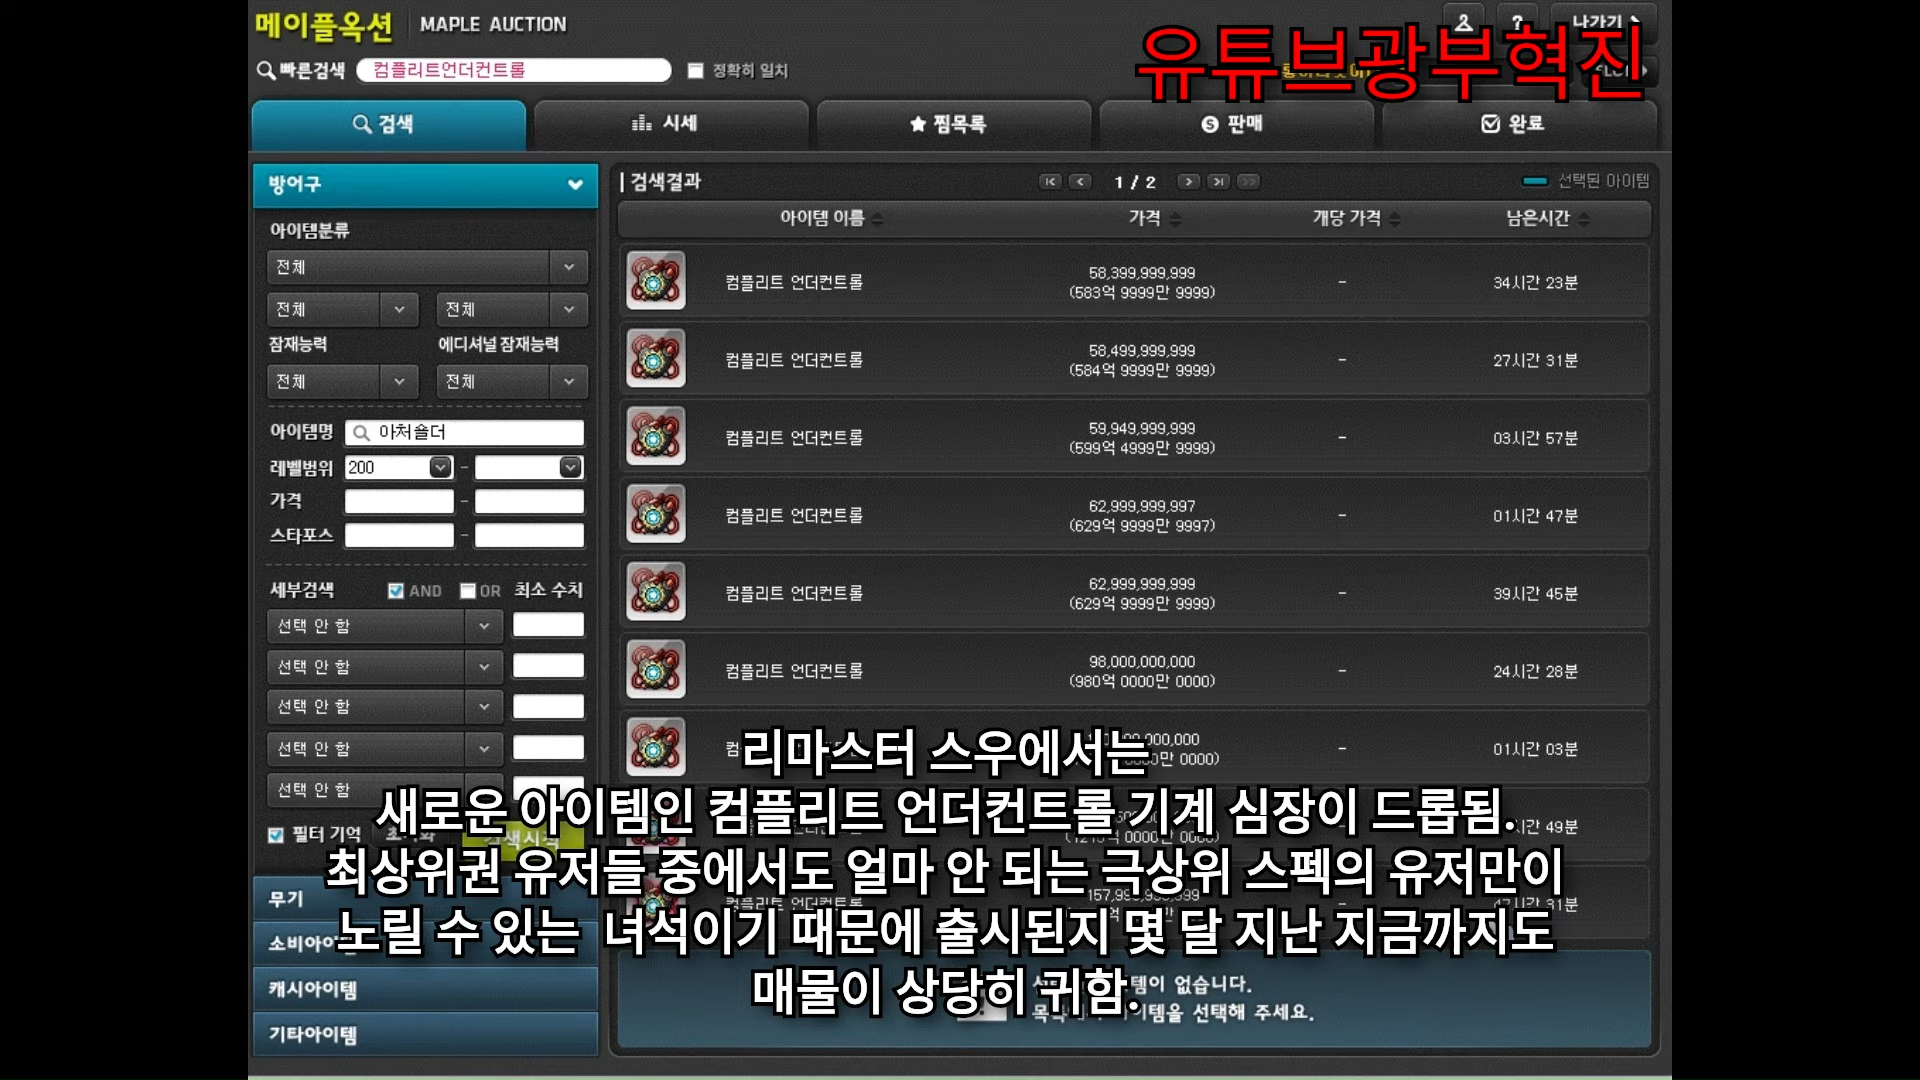 메이플옥션 MAPLE AUCTION
나가기
유튜브광부혁진
빠른검색 컴플리트언더컨트롤 정확히 일치
검색 시세 찜목록 판매 완료
방어구
검색결과 1 / 2 선택된 아이템
아이템 이름 가격 개당 가격 남은시간
아이템분류
전체
전체 전체
잠재능력 에디셔널 잠재능력
전체 전체
아이템명 아처숄더
레벨범위 200 -
가격 -
스타포스 -
세부검색 AND OR 최소 수치
선택 안 함
선택 안 함
선택 안 함
선택 안 함
선택 안 함
필터 기억
무기
소비아이
캐시아이템
기타아이템
컴플리트 언더컨트롤 58,399,999,999 - 34시간 23분
(583억 9999만 9999)
컴플리트 언더컨트롤 58,499,999,999 - 27시간 31분
(584억 9999만 9999)
컴플리트 언더컨트롤 59,949,999,999 - 03시간 57분
(599억 4999만 9999)
컴플리트 언더컨트롤 62,999,999,997 - 01시간 47분
(629억 9999만 9997)
컴플리트 언더컨트롤 62,999,999,999 - 39시간 45분
(629억 9999만 9999)
컴플리트 언더컨트롤 98,000,000,000 - 24시간 28분
(980억 0000만 0000)
- 01시간 03분
리마스터 스우에서는
새로운 아이템인 컴플리트 언더컨트롤 기계 심장이 드롭됨.
최상위권 유저들 중에서도 얼마 안 되는 극상위 스펙의 유저만이
노릴 수 있는 녀석이기 때문에 출시된지 몇 달 지난 지금까지도
매물이 상당히 귀함.
없습니다.
선택해 주세요.